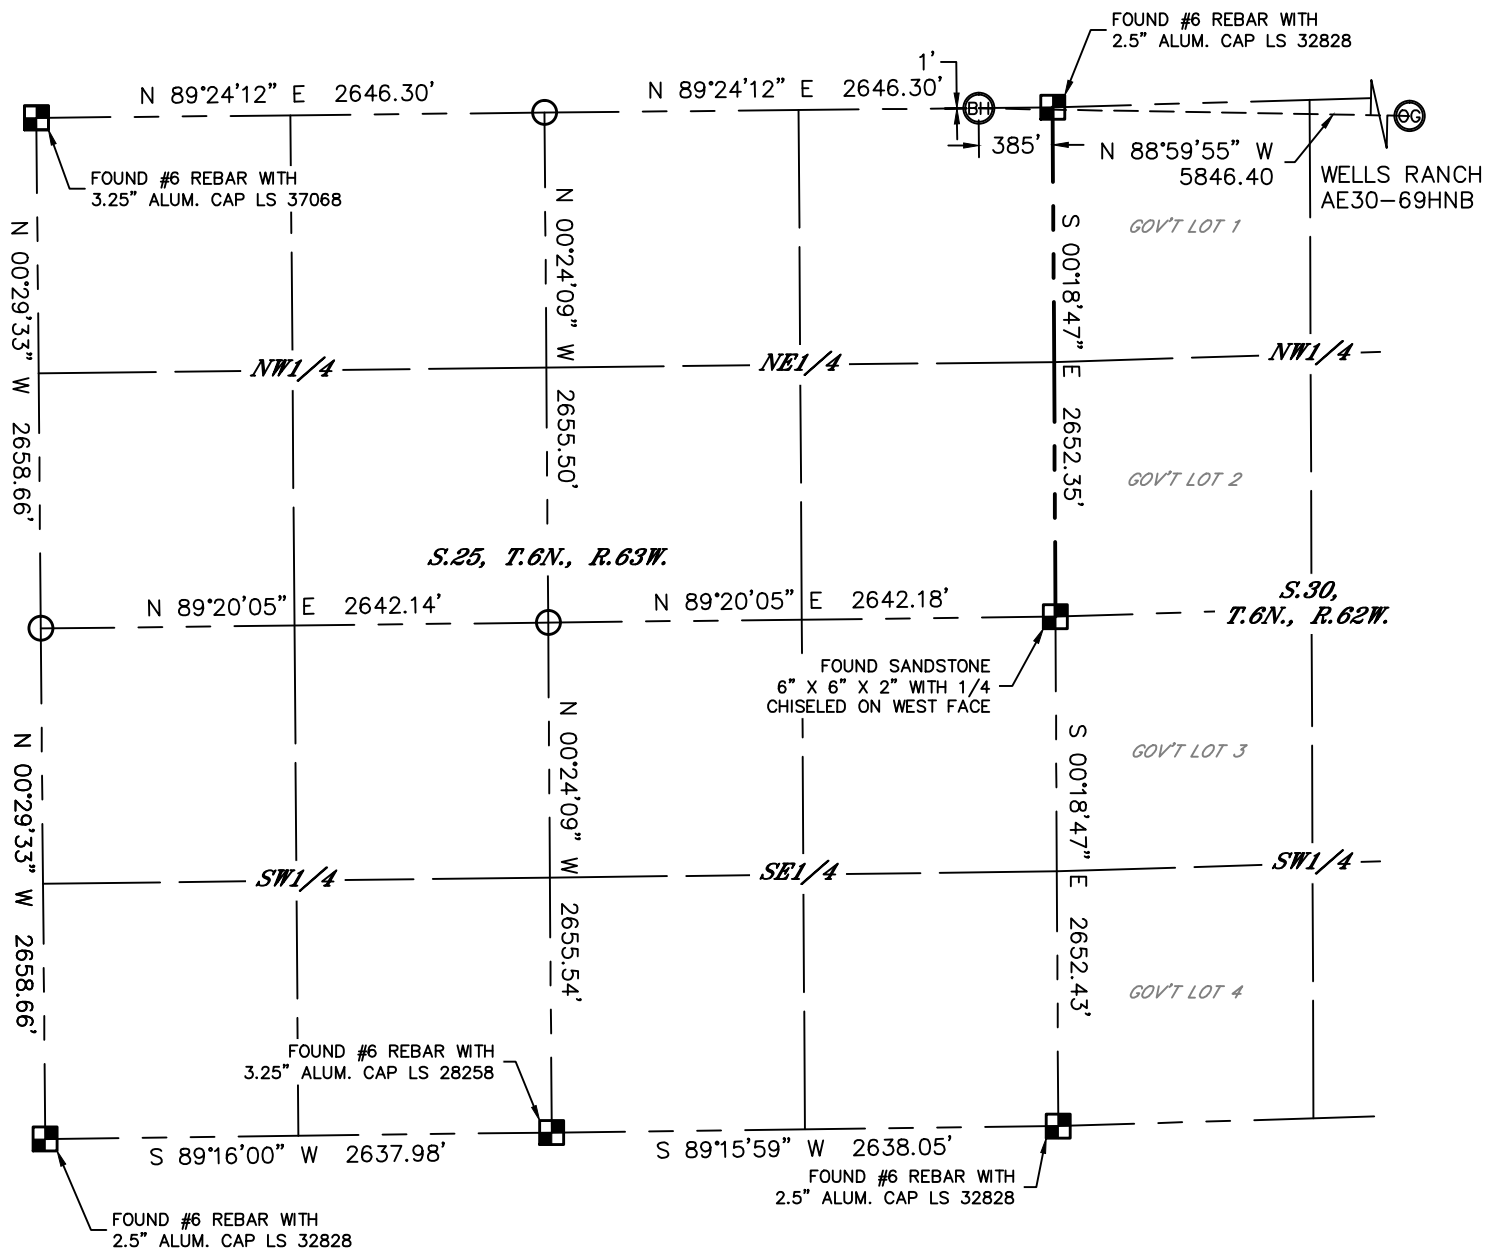 FOUND #6 REBAR WITH
2.5" ALUM. CAP LS 32828
1'
N 89°24'12" E 2646.30'
N 89°24'12" E 2646.30'
BH
OG
385'
N 88°59'55" W
5846.40
WELLS RANCH
AE30-69HNB
FOUND #6 REBAR WITH
3.25" ALUM. CAP LS 37068
GOV'T LOT 1
N 00°29'33" W 2658.66'
N 00°24'09" W 2655.50'
S 00°18'47" E 2652.35'
NW1/4
NE1/4
NW1/4
GOV'T LOT 2
S.25, T.6N., R.63W.
S.30,
T.6N., R.62W.
N 89°20'05" E 2642.14'
N 89°20'05" E 2642.18'
FOUND SANDSTONE
6" X 6" X 2" WITH 1/4
CHISELED ON WEST FACE
N 00°29'33" W 2658.66'
N 00°24'09" W 2655.54'
S 00°18'47" E 2652.43'
GOV'T LOT 3
SW1/4
SE1/4
SW1/4
GOV'T LOT 4
FOUND #6 REBAR WITH
3.25" ALUM. CAP LS 28258
S 89°16'00" W 2637.98'
S 89°15'59" W 2638.05'
FOUND #6 REBAR WITH
2.5" ALUM. CAP LS 32828
FOUND #6 REBAR WITH
2.5" ALUM. CAP LS 32828